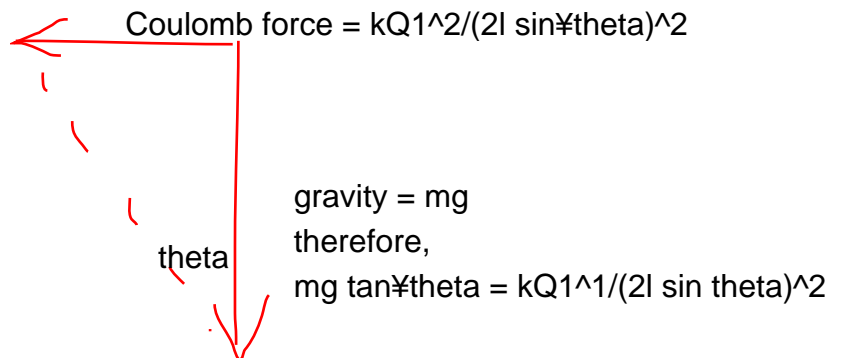 Coulomb force = kQ1^2/(2l sin¥theta)^2
gravity = mg
therefore,
theta
mg tan¥theta = kQ1^1/(2l sin theta)^2